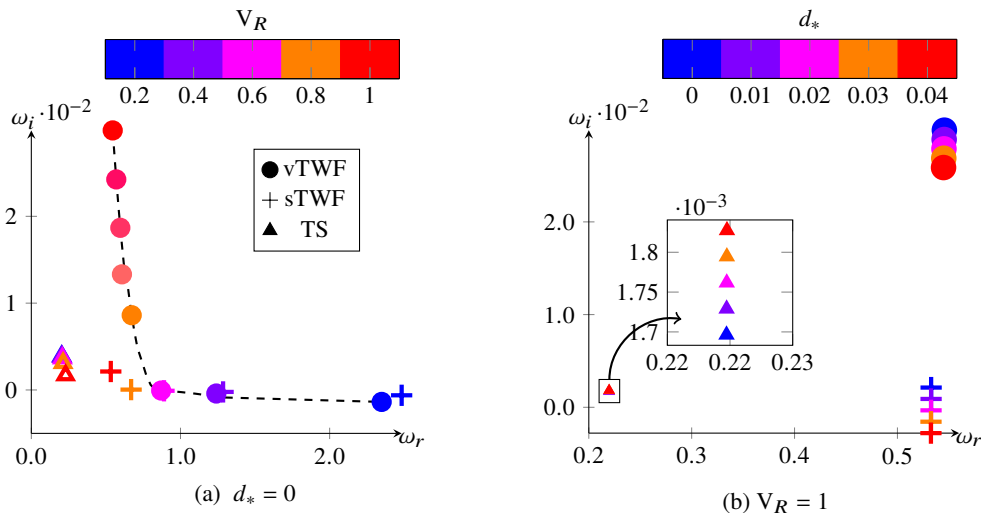 V_R
0.2 0.4 0.6 0.8 1
ω_i ·10^−2
2
1
0
0.0 1.0 2.0
ω_r
vTWF
sTWF
TS
(a) d_* = 0
d_*
0 0.01 0.02 0.03 0.04
ω_i ·10^−2
2.0
1.0
0.0
0.2 0.3 0.4 0.5
ω_r
·10^−3
1.8
1.75
1.7
0.22 0.22 0.23
(b) V_R = 1